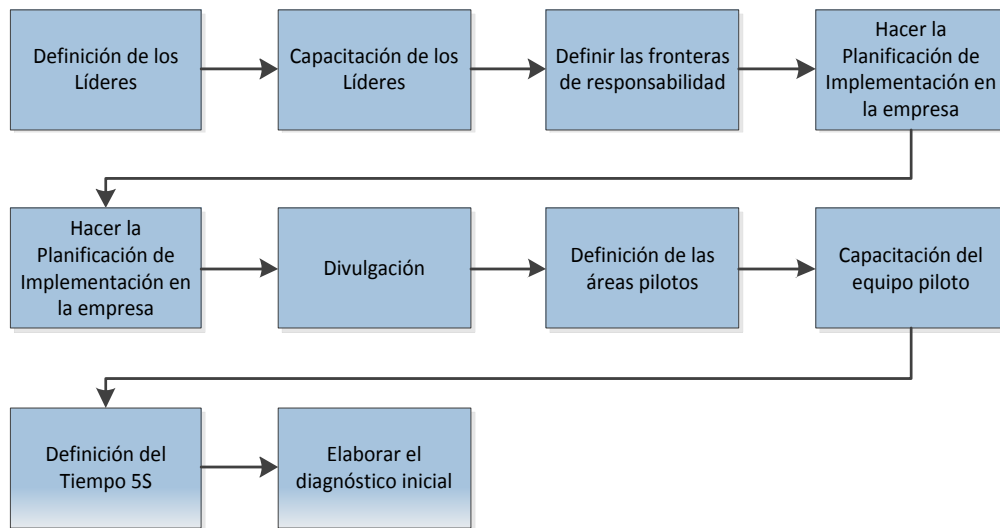 Definición de los
Líderes
Capacitación de los
Líderes
Definir las fronteras
de responsabilidad
Hacer la
Planificación de
Implementación en
la empresa
Hacer la
Planificación de
Implementación en
la empresa
Divulgación
Definición de las
áreas pilotos
Capacitación del
equipo piloto
Definición del
Tiempo 5S
Elaborar el
diagnóstico inicial